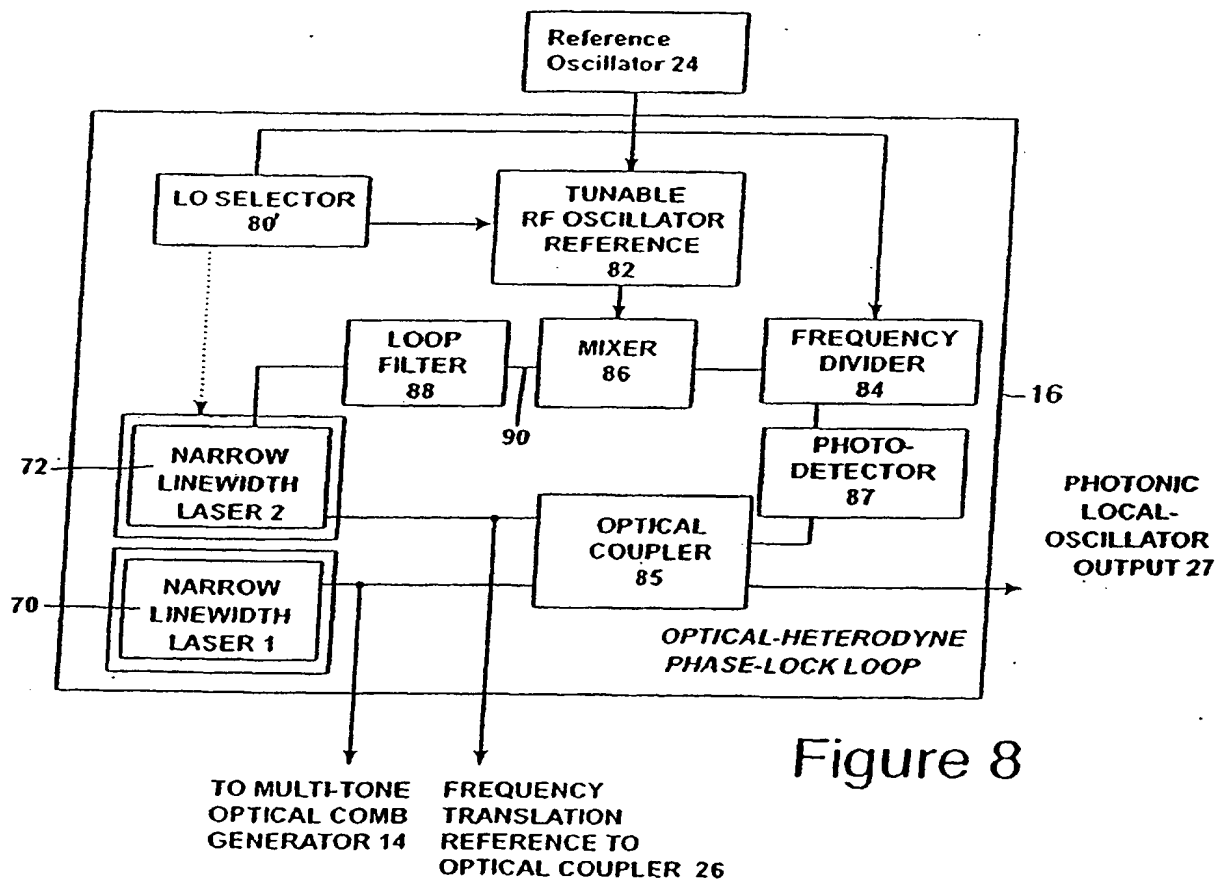 Reference
Oscillator 24
LO SELECTOR
80'
TUNABLE
RF OSCILLATOR
REFERENCE
82
LOOP
FILTER
88
MIXER
86
FREQUENCY
DIVIDER
84
16
90
72
NARROW
LINEWIDTH
LASER 2
PHOTO-
DETECTOR
87
PHOTONIC
LOCAL-
OSCILLATOR
OUTPUT 27
OPTICAL
COUPLER
85
70
NARROW
LINEWIDTH
LASER 1
OPTICAL-HETERODYNE
PHASE-LOCK LOOP
Figure 8
TO MULTI-TONE
OPTICAL COMB
GENERATOR 14
FREQUENCY
TRANSLATION
REFERENCE TO
OPTICAL COUPLER 26